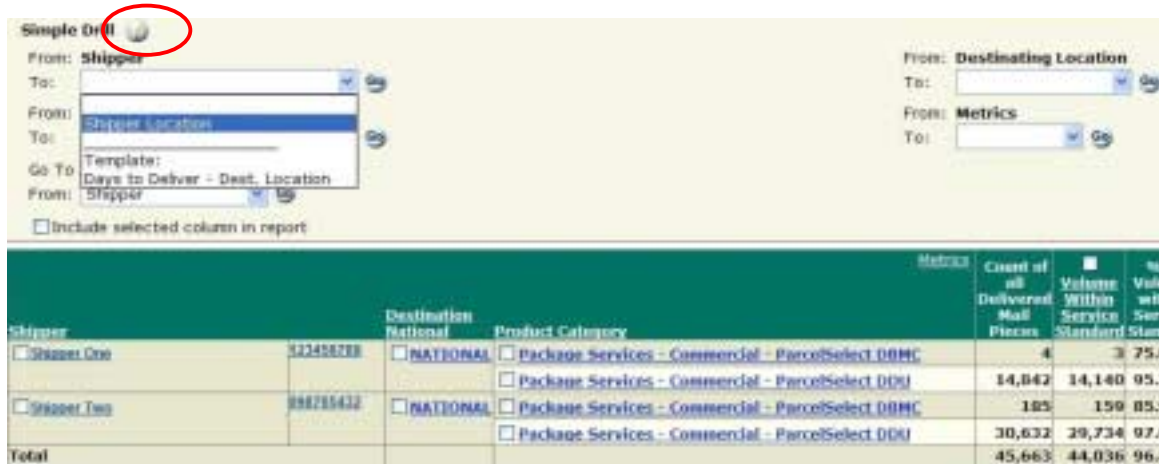 Simple Drill
From: Shipper
To:
From:
To:
Shipper Location
Template:
Days to Deliver - Dest. Location
Go To
From: Shipper
Include selected column in report
From: Destinating Location
To:
From: Metrics
To:
Metrics
Shipper
Destination National
Product Category
Count of all Delivered Mail Pieces
Volume Within Service Standard
Shipper One 123456789 NATIONAL Package Services - Commercial - ParcelSelect DBMC 4 3 75.
Package Services - Commercial - ParcelSelect DDU 14,842 14,140 95.
Shipper Two NATIONAL Package Services - Commercial - ParcelSelect DBMC 185 159 85.
Package Services - Commercial - ParcelSelect DDU 30,632 29,734 97.
Total 45,663 44,036 96.